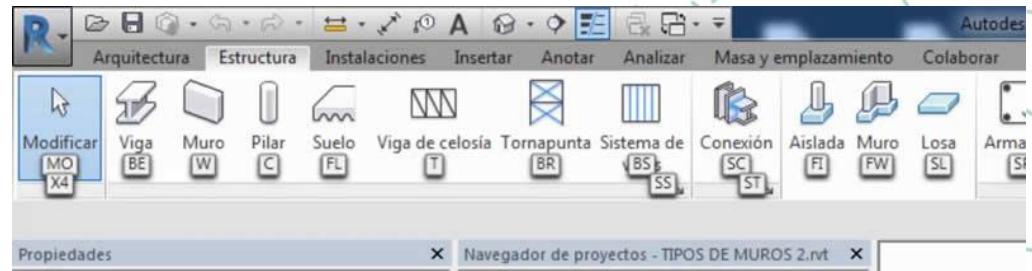 Autodes
Arquitectura Estructura Instalaciones Insertar Anotar Analizar Masa y emplazamiento Colaborar
Modificar Viga Muro Pilar Suelo Viga de celosía Tornapunta Sistema de Conexión Aislada Muro Losa Arma
MO BE W C FL T BR BS SC FI FW SL
X4 SS ST
Propiedades Navegador de proyectos - TIPOS DE MUROS 2.rvt